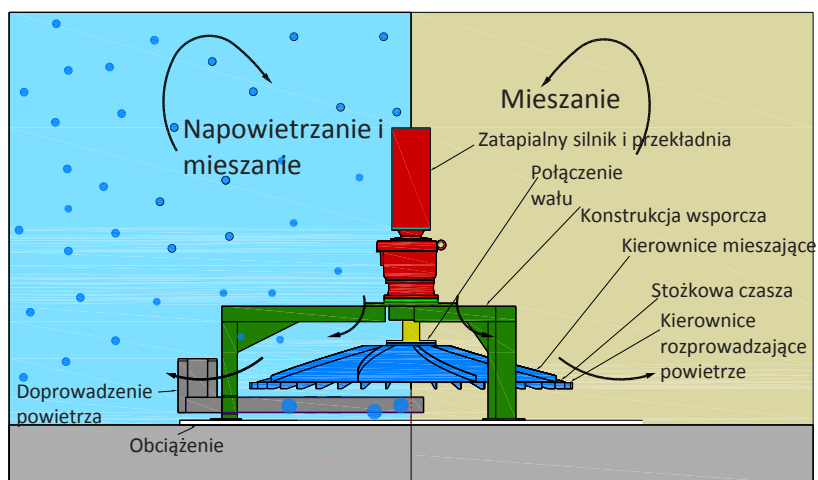 Napowietrzanie i
mieszanie
Mieszanie
Zatapialny silnik i przekładnia
Połączenie
wału
Konstrukcja wsporcza
Kierownice mieszające
Stożkowa czasza
Kierownice
rozprowadzające
powietrze
Doprowadzenie
powietrza
Obciążenie